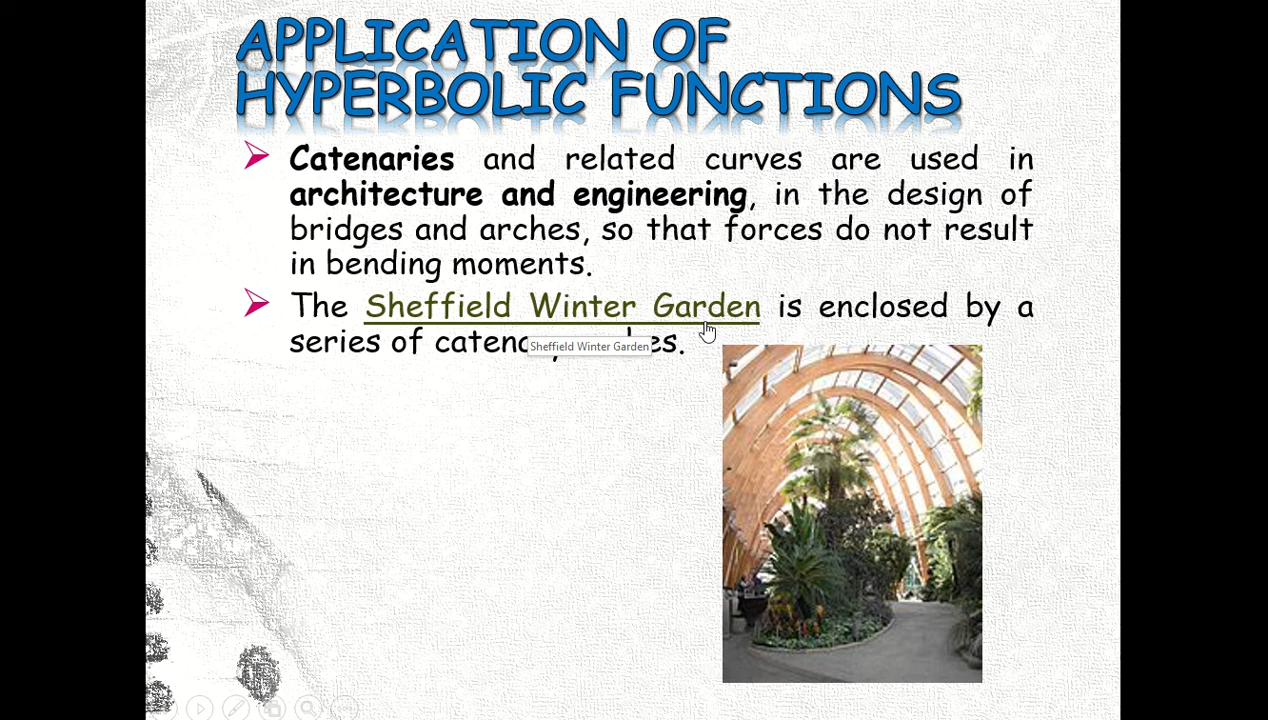 APPLICATION OF
HYPERBOLIC FUNCTIONS
Catenaries and related curves are used in
architecture and engineering, in the design of
bridges and arches, so that forces do not result
in bending moments.
The Sheffield Winter Garden is enclosed by a
series of
Sheffield Winter Garden